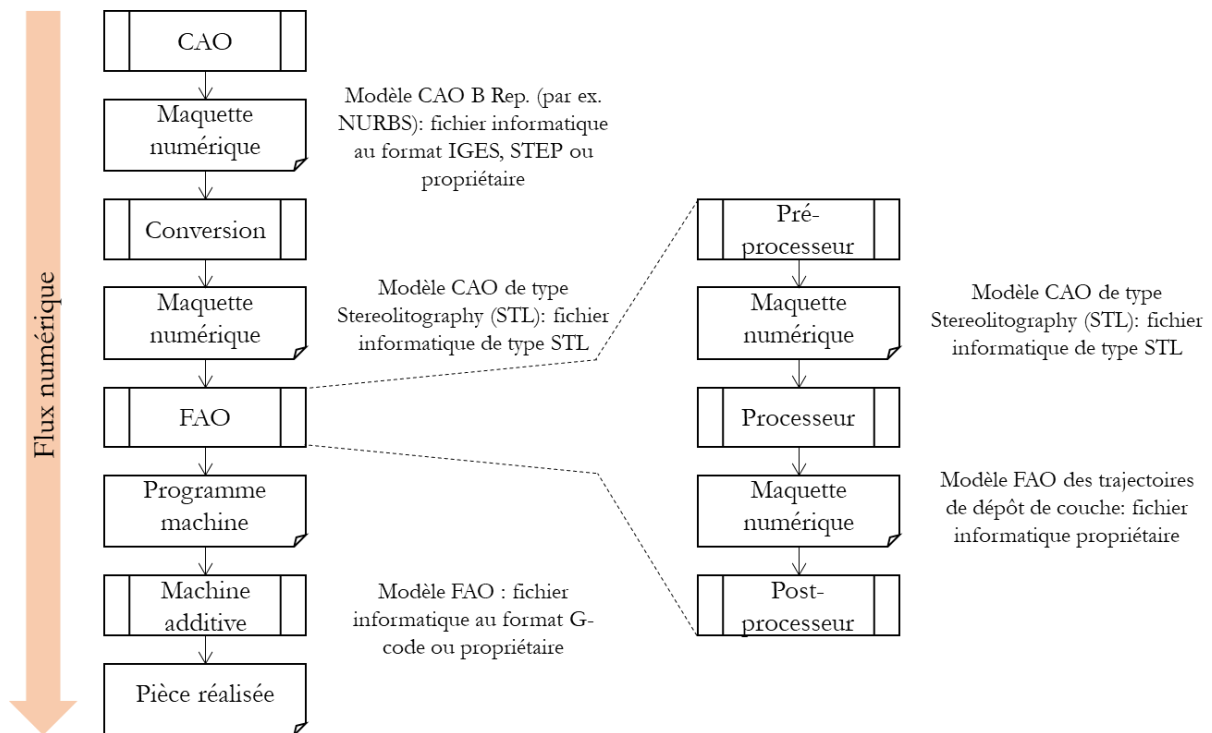 Flux numérique
CAO
Maquette
numérique
Modèle CAO B Rep. (par ex.
NURBS): fichier informatique
au format IGES, STEP ou
propriétaire
Conversion
Maquette
numérique
Modèle CAO de type
Stereolitography (STL): fichier
informatique de type STL
FAO
Programme
machine
Machine
additive
Modèle FAO : fichier
informatique au format G-
code ou propriétaire
Pièce réalisée
Pré-
processeur
Maquette
numérique
Modèle CAO de type
Stereolitography (STL): fichier
informatique de type STL
Processeur
Maquette
numérique
Modèle FAO des trajectoires
de dépôt de couche: fichier
informatique propriétaire
Post-
processeur